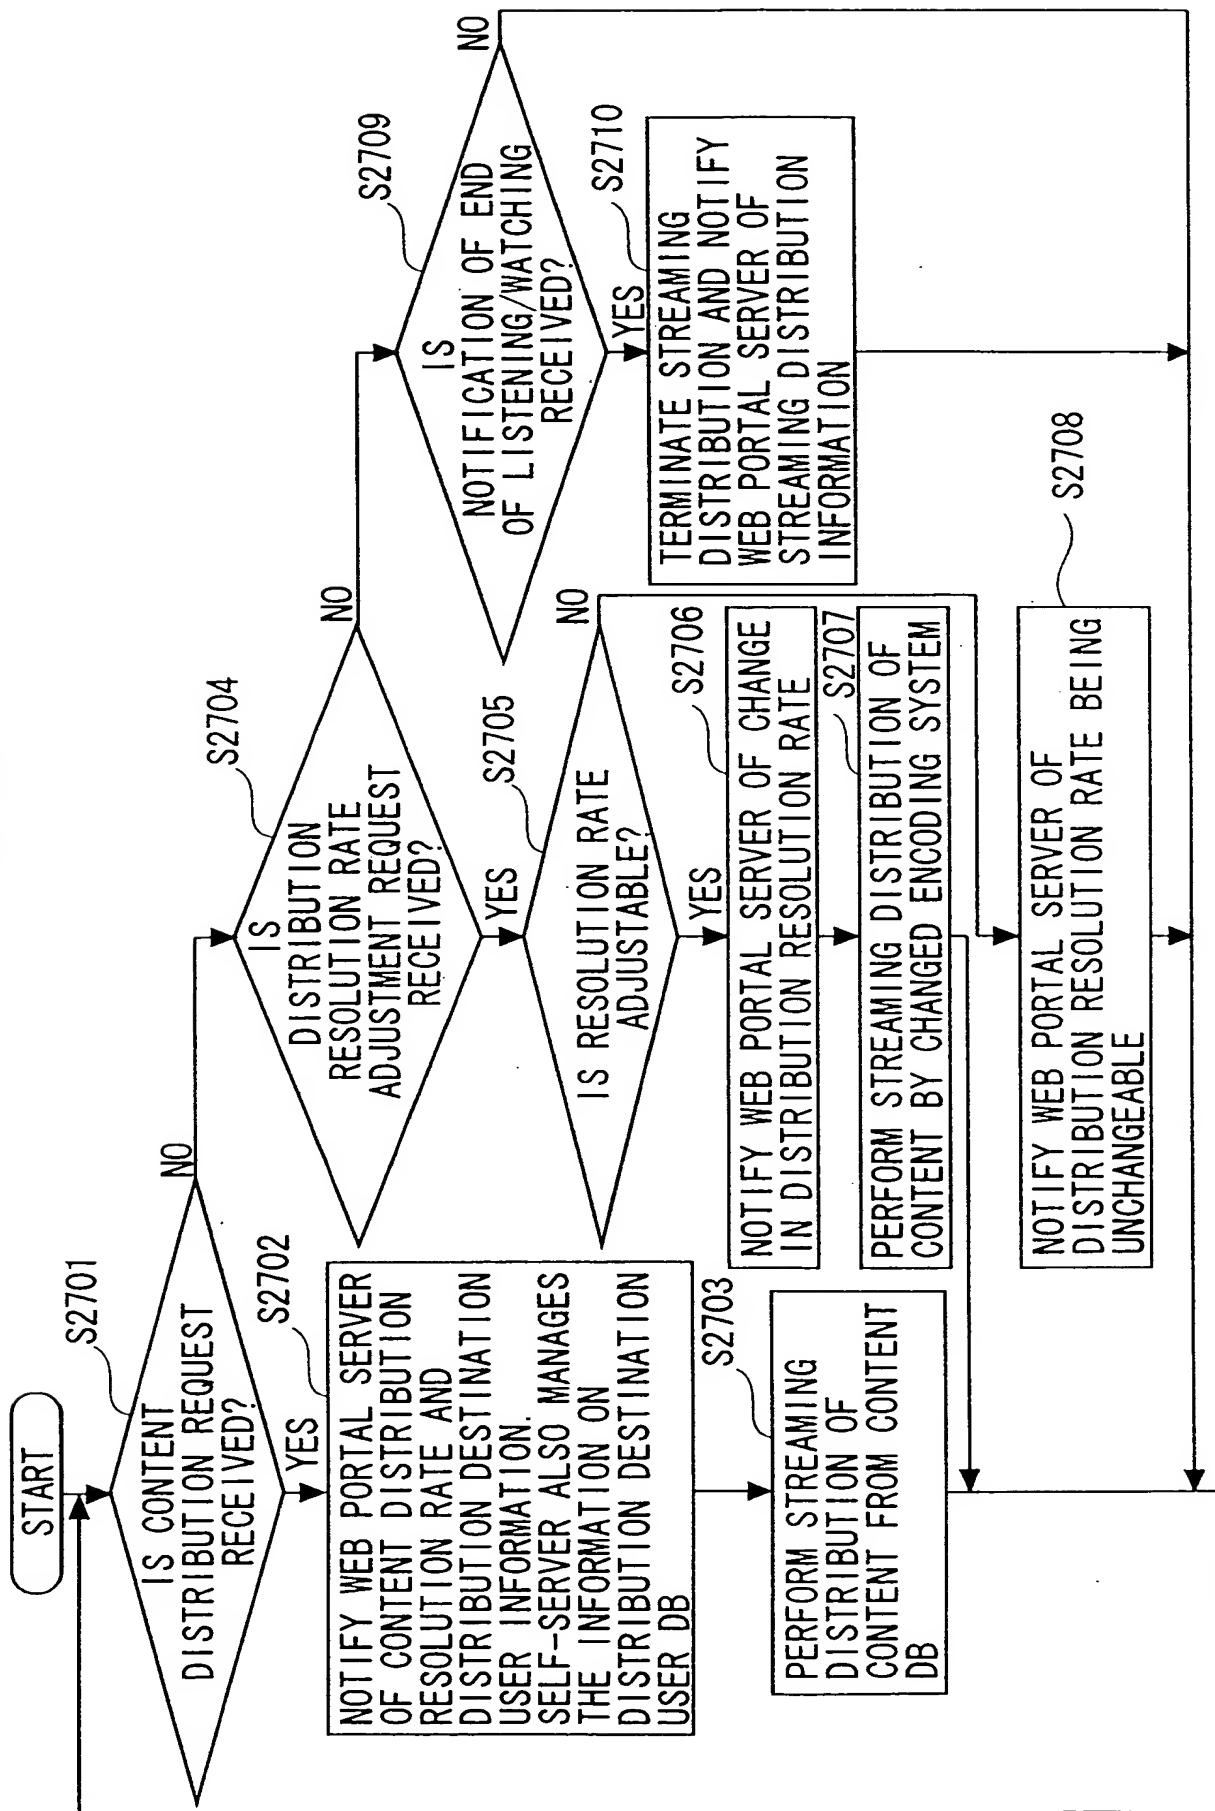 START
S2701
IS CONTENT
DISTRIBUTION REQUEST
RECEIVED?
NO
YES
S2702
NOTIFY WEB PORTAL SERVER
OF CONTENT DISTRIBUTION
RESOLUTION RATE AND
DISTRIBUTION DESTINATION
USER INFORMATION.
SELF-SERVER ALSO MANAGES
THE INFORMATION ON
DISTRIBUTION DESTINATION
USER DB
S2703
PERFORM STREAMING
DISTRIBUTION OF
CONTENT FROM CONTENT
DB
S2704
IS
DISTRIBUTION
RESOLUTION RATE
ADJUSTMENT REQUEST
RECEIVED?
NO
YES
S2705
IS RESOLUTION RATE
ADJUSTABLE?
NO
YES
S2706
NOTIFY WEB PORTAL SERVER OF CHANGE
IN DISTRIBUTION RESOLUTION RATE
S2707
PERFORM STREAMING DISTRIBUTION OF
CONTENT BY CHANGED ENCODING SYSTEM
S2708
NOTIFY WEB PORTAL SERVER OF
DISTRIBUTION RESOLUTION RATE BEING
UNCHANGEABLE
S2709
IS
NOTIFICATION OF END
OF LISTENING/WATCHING
RECEIVED?
NO
YES
S2710
TERMINATE STREAMING
DISTRIBUTION AND NOTIFY
WEB PORTAL SERVER OF
STREAMING DISTRIBUTION
INFORMATION